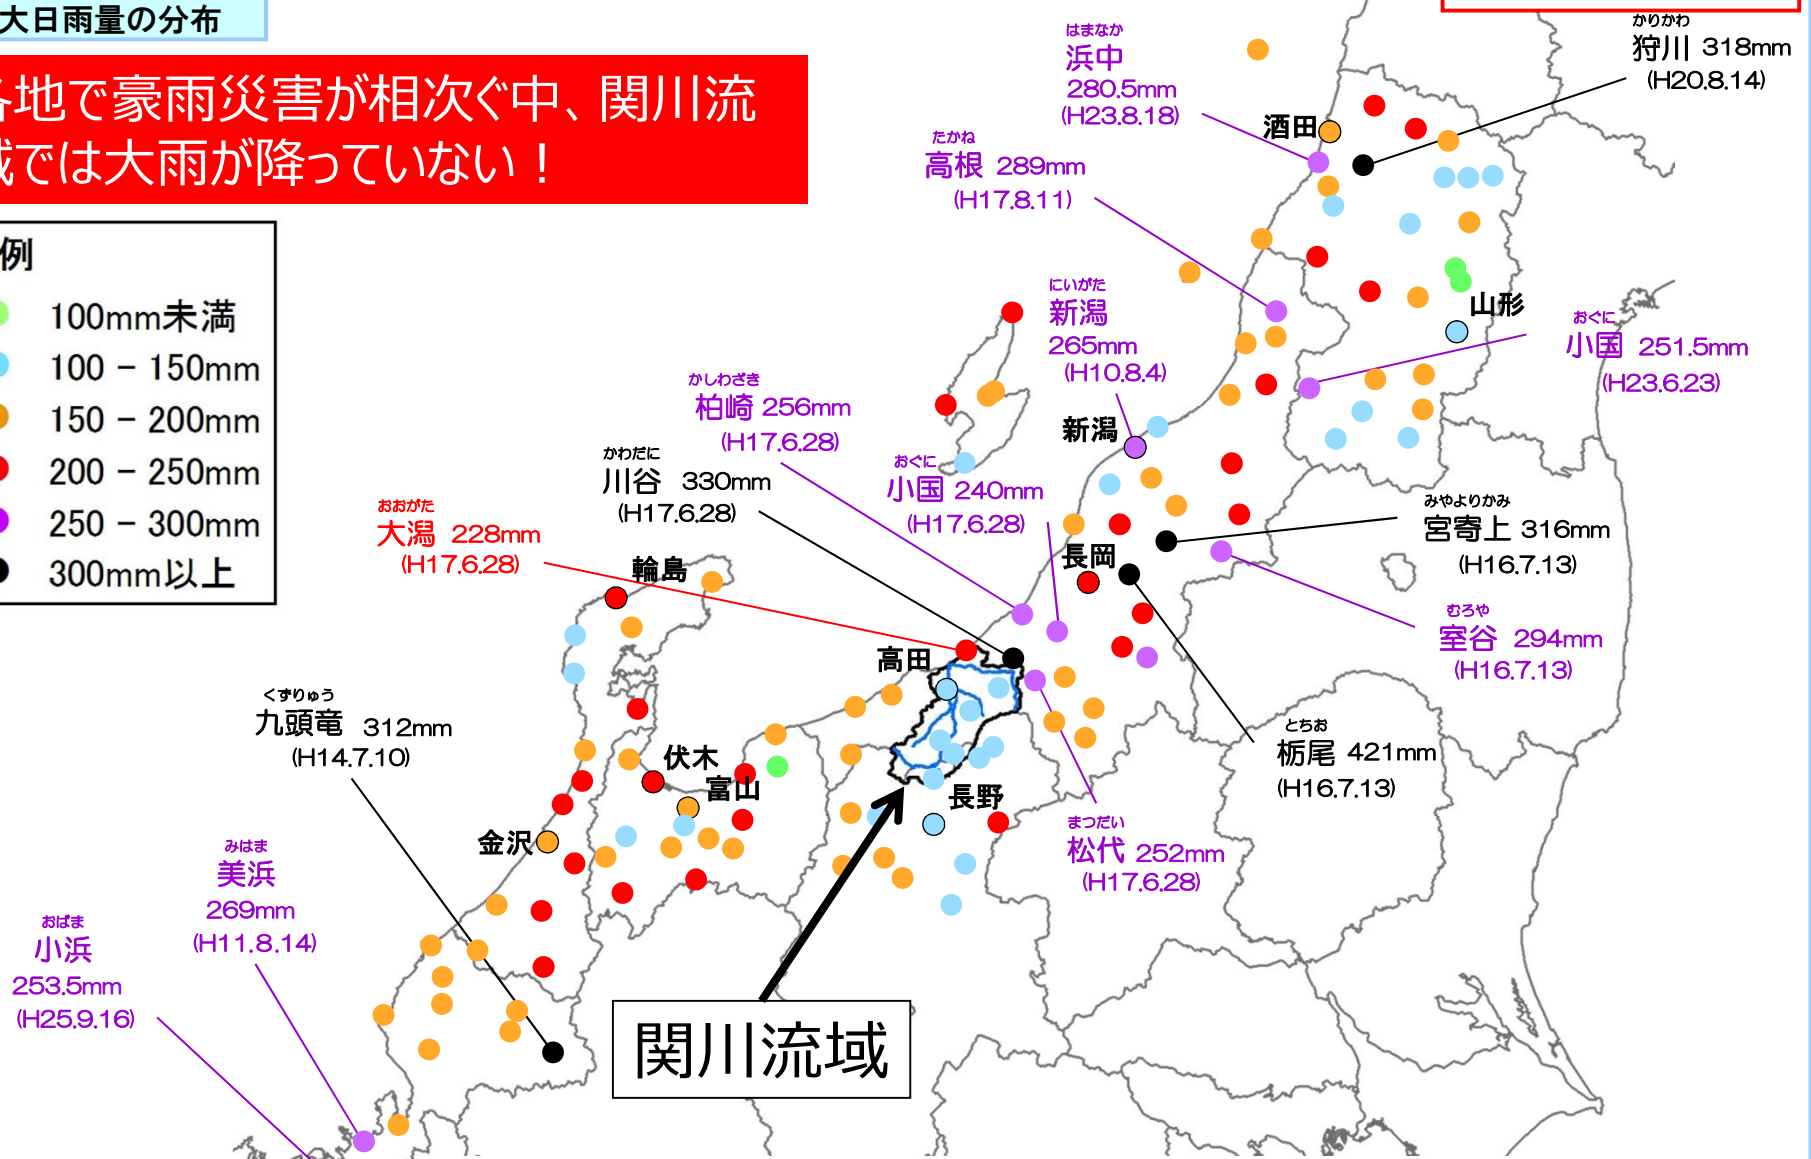 大日雨量の分布
各地で豪雨災害が相次ぐ中、関川流
域では大雨が降っていない！
例
100mm未満
100 − 150mm
150 − 200mm
200 − 250mm
250 − 300mm
300mm以上
かりかわ
狩川 318mm
(H20.8.14)
はまなか
浜中
280.5mm
(H23.8.18)
酒田
たかね
高根 289mm
(H17.8.11)
にいがた
新潟
265mm
(H10.8.4)
山形
おぐに
小国 251.5mm
(H23.6.23)
かしわざき
柏崎 256mm
(H17.6.28)
新潟
かわだに
川谷 330mm
(H17.6.28)
おぐに
小国 240mm
(H17.6.28)
おおがた
大潟 228mm
(H17.6.28)
みやよりかみ
宮寄上 316mm
(H16.7.13)
長岡
輪島
むろや
室谷 294mm
(H16.7.13)
高田
くずりゅう
九頭竜 312mm
(H14.7.10)
とちお
栃尾 421mm
(H16.7.13)
伏木
富山
長野
金沢
まつだい
松代 252mm
(H17.6.28)
みはま
美浜
269mm
(H11.8.14)
おばま
小浜
253.5mm
(H25.9.16)
関川流域